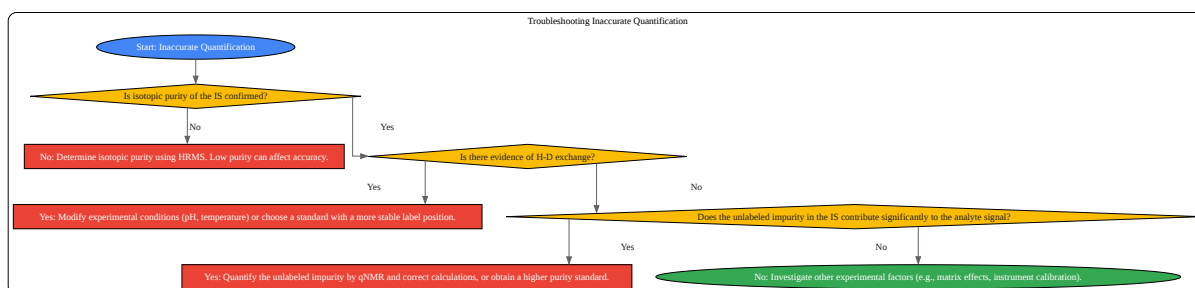 Troubleshooting Inaccurate Quantification
Start: Inaccurate Quantification
Is isotopic purity of the IS confirmed?
No
Yes
No: Determine isotopic purity using HRMS. Low purity can affect accuracy.
Is there evidence of H-D exchange?
Yes
No
Yes: Modify experimental conditions (pH, temperature) or choose a standard with a more stable label position.
Does the unlabeled impurity in the IS contribute significantly to the analyte signal?
Yes
No
Yes: Quantify the unlabeled impurity by qNMR and correct calculations, or obtain a higher purity standard.
No: Investigate other experimental factors (e.g., matrix effects, instrument calibration).